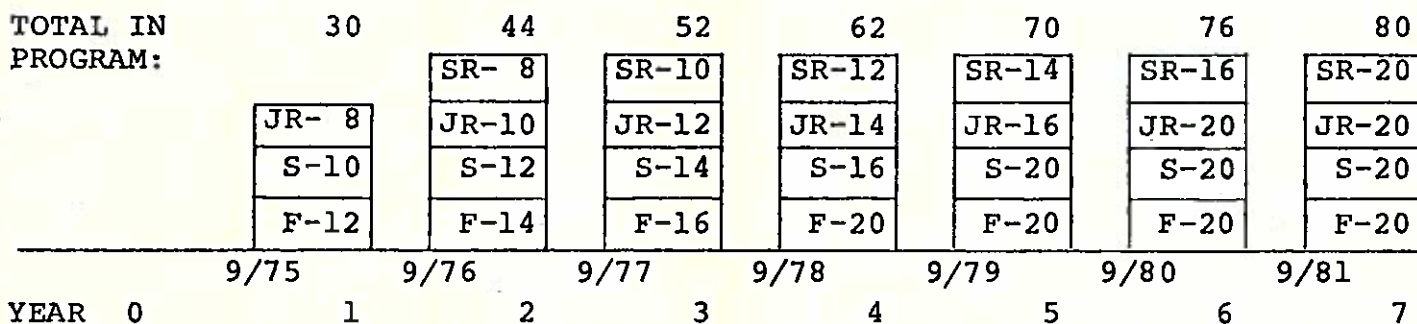 TOTAL IN 30 44 52 62 70 76 80
PROGRAM:
SR- 8 SR-10 SR-12 SR-14 SR-16 SR-20
JR- 8 JR-10 JR-12 JR-14 JR-16 JR-20 JR-20
S-10 S-12 S-14 S-16 S-20 S-20 S-20
F-12 F-14 F-16 F-20 F-20 F-20 F-20
9/75 9/76 9/77 9/78 9/79 9/80 9/81
YEAR 0 1 2 3 4 5 6 7